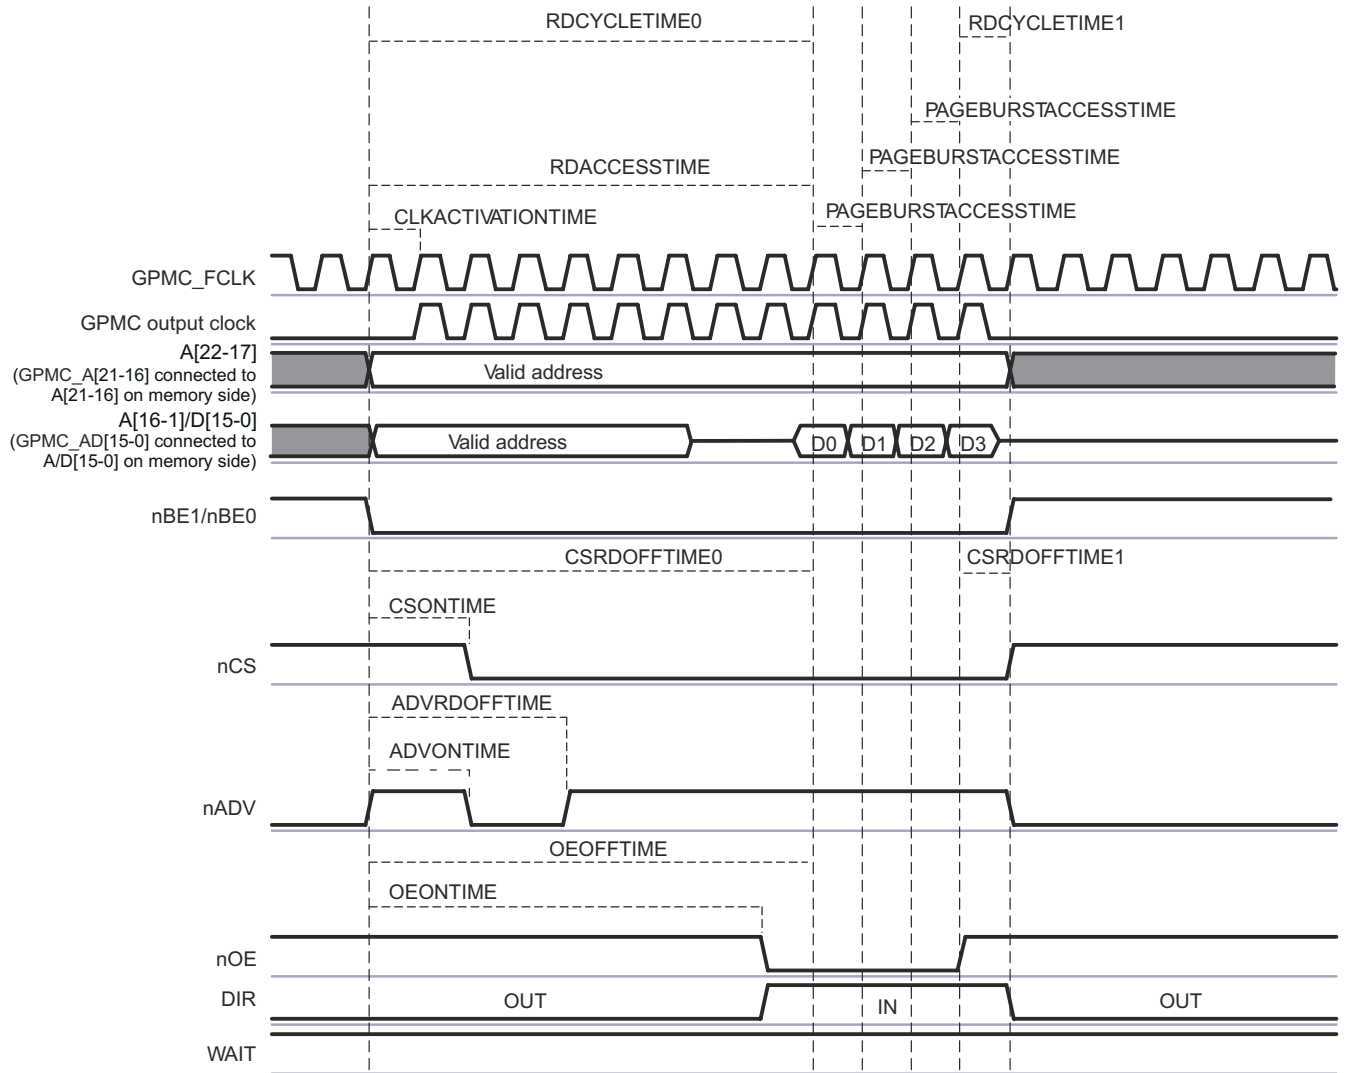 RDCYCLETIME0
RDCYCLETIME1
PAGEBURSTACCESSTIME
PAGEBURSTACCESSTIME
RDACCESSTIME
PAGEBURSTACCESSTIME
CLKACTIVATIONTIME
GPMC_FCLK
GPMC output clock
A[22-17]
(GPMC_A[21-16] connected to
A[21-16] on memory side)
Valid address
A[16-1]/D[15-0]
(GPMC_AD[15-0] connected to
A/D[15-0] on memory side)
Valid address
D0
D1
D2
D3
nBE1/nBE0
CSRDOFFTIME0
CSRDOFFTIME1
CSONTIME
nCS
ADVRDOFFTIME
ADVONTIME
nADV
OEOFFTIME
OEONTIME
nOE
DIR
OUT
IN
OUT
WAIT